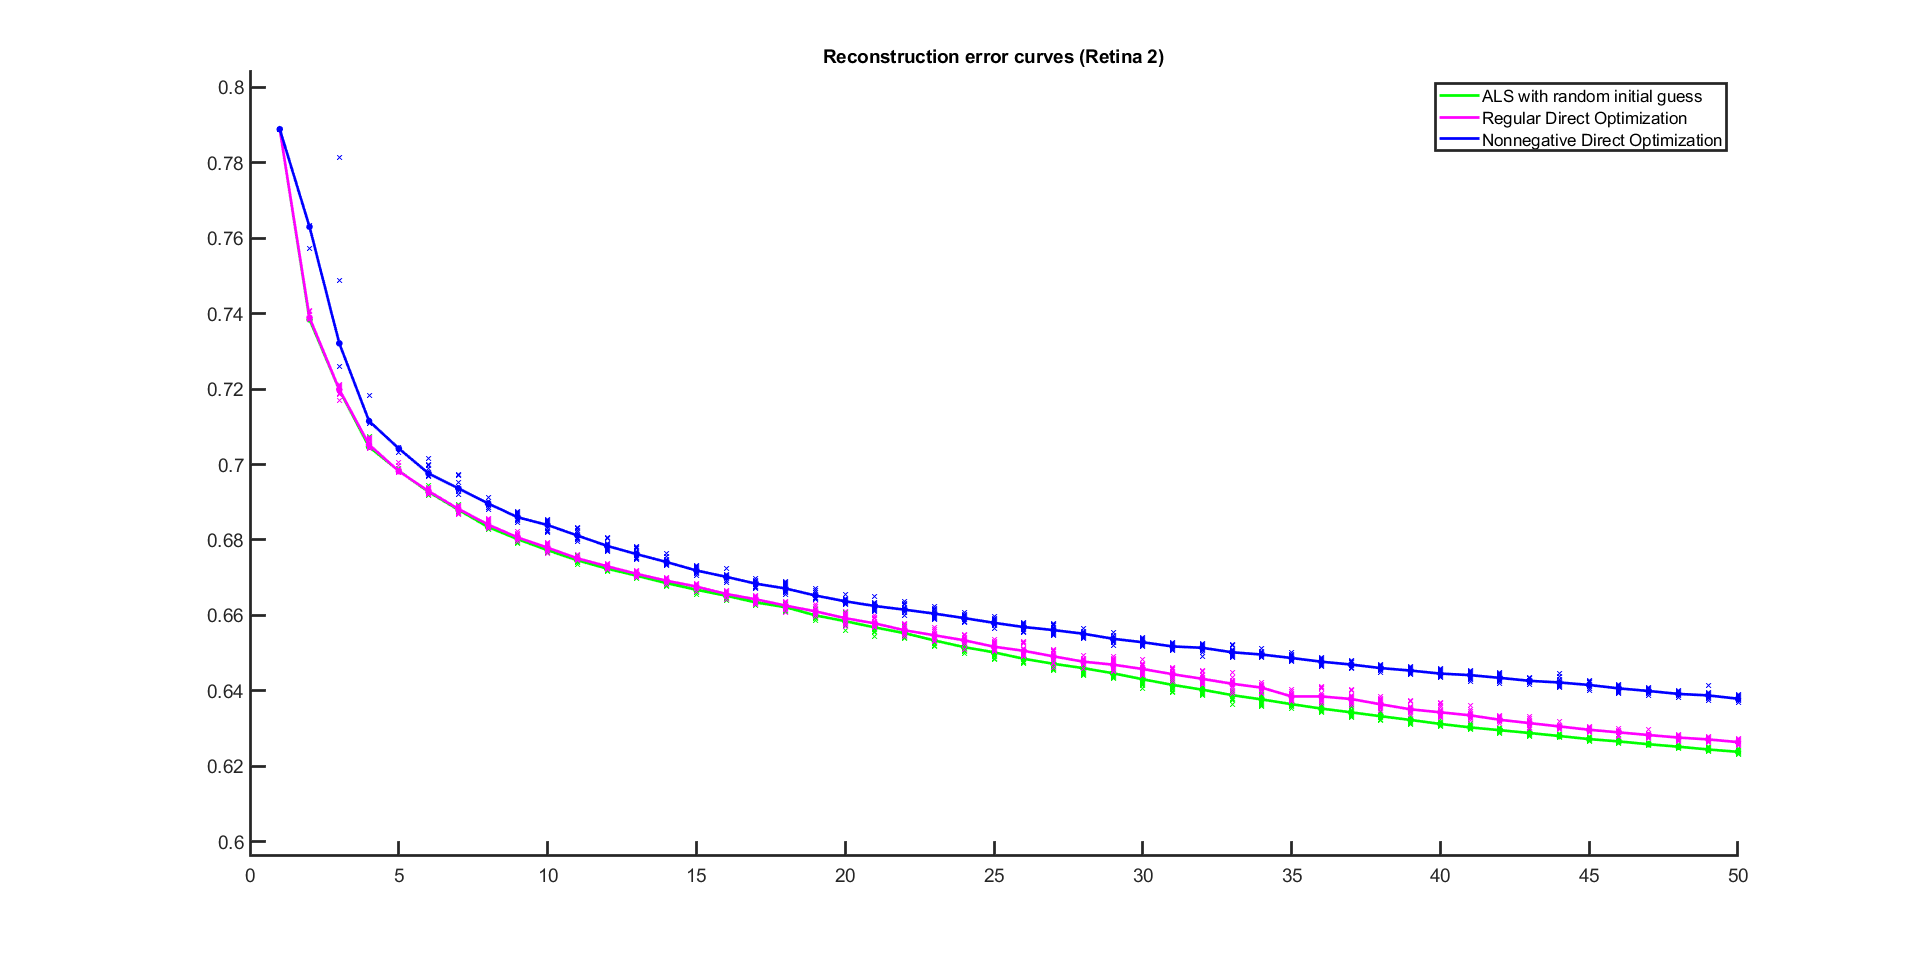 Reconstruction error curves (Retina 2)
ALS with random initial guess
Regular Direct Optimization
Nonnegative Direct Optimization
0.8
0.78
0.76
0.74
0.72
0.7
0.68
0.66
0.64
0.62
0.6
0 5 10 15 20 25 30 35 40 45 50